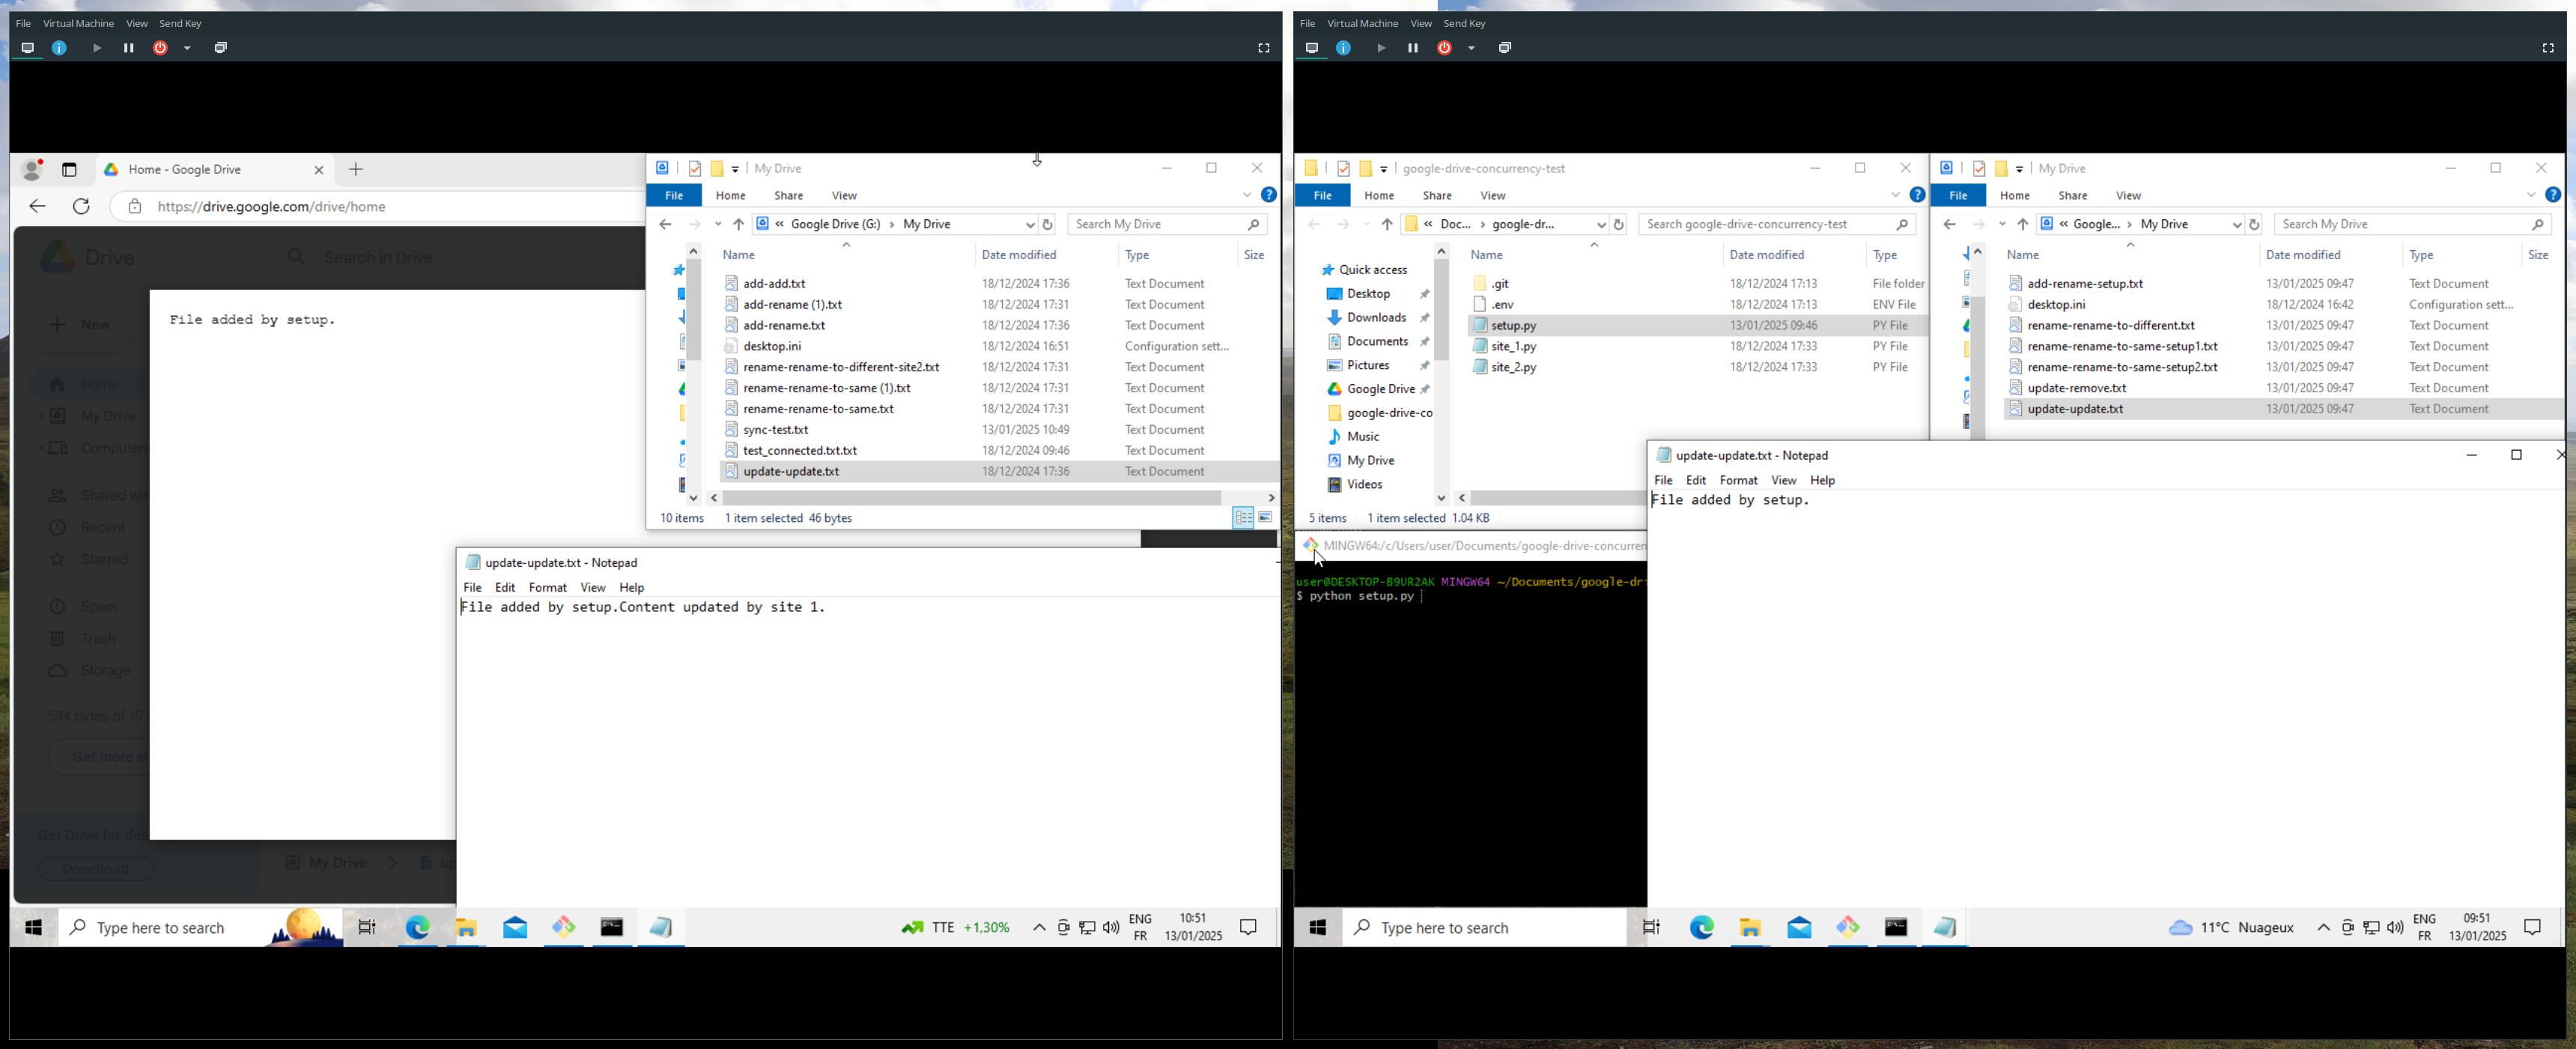 File Virtual Machine View Send Key
Home - Google Drive
https://drive.google.com/drive/home
Drive
Search in Drive
New
Home
My Drive
Computers
Shared wit
Recent
Starred
Spam
Trash
Storage
534 bytes of 15
Get more s
Get Drive for des
Download
My Drive > up
File added by setup.
My Drive
File Home Share View
« Google Drive (G:) > My Drive
Search My Drive
Name Date modified Type Size
add-add.txt 18/12/2024 17:36 Text Document
add-rename (1).txt 18/12/2024 17:31 Text Document
add-rename.txt 18/12/2024 17:36 Text Document
desktop.ini 18/12/2024 16:51 Configuration sett...
rename-rename-to-different-site2.txt 18/12/2024 17:31 Text Document
rename-rename-to-same (1).txt 18/12/2024 17:31 Text Document
rename-rename-to-same.txt 18/12/2024 17:31 Text Document
sync-test.txt 13/01/2025 10:49 Text Document
test_connected.txt.txt 18/12/2024 09:46 Text Document
update-update.txt 18/12/2024 17:36 Text Document
10 items 1 item selected 46 bytes
update-update.txt - Notepad
File Edit Format View Help
File added by setup.Content updated by site 1.
Type here to search
TTE +1,30%
ENG
FR
10:51
13/01/2025
File Virtual Machine View Send Key
google-drive-concurrency-test
File Home Share View
« Doc... > google-dr...
Search google-drive-concurrency-test
Quick access
Desktop
Downloads
Documents
Pictures
Google Drive
google-drive-co
Music
My Drive
Videos
Name Date modified Type
.git 18/12/2024 17:13 File folder
.env 18/12/2024 17:13 ENV File
setup.py 13/01/2025 09:46 PY File
site_1.py 18/12/2024 17:33 PY File
site_2.py 18/12/2024 17:33 PY File
5 items 1 item selected 1.04 KB
My Drive
File Home Share View
« Google... > My Drive
Search My Drive
Name Date modified Type Size
add-rename-setup.txt 13/01/2025 09:47 Text Document
desktop.ini 18/12/2024 16:42 Configuration sett...
rename-rename-to-different.txt 13/01/2025 09:47 Text Document
rename-rename-to-same-setup1.txt 13/01/2025 09:47 Text Document
rename-rename-to-same-setup2.txt 13/01/2025 09:47 Text Document
update-remove.txt 13/01/2025 09:47 Text Document
update-update.txt 13/01/2025 09:47 Text Document
MINGW64:/c/Users/user/Documents/google-drive-concurren
user@DESKTOP-B9UR2AK MINGW64 ~/Documents/google-dri
$ python setup.py
update-update.txt - Notepad
File Edit Format View Help
File added by setup.
Type here to search
11°C Nuageux
ENG
FR
09:51
13/01/2025